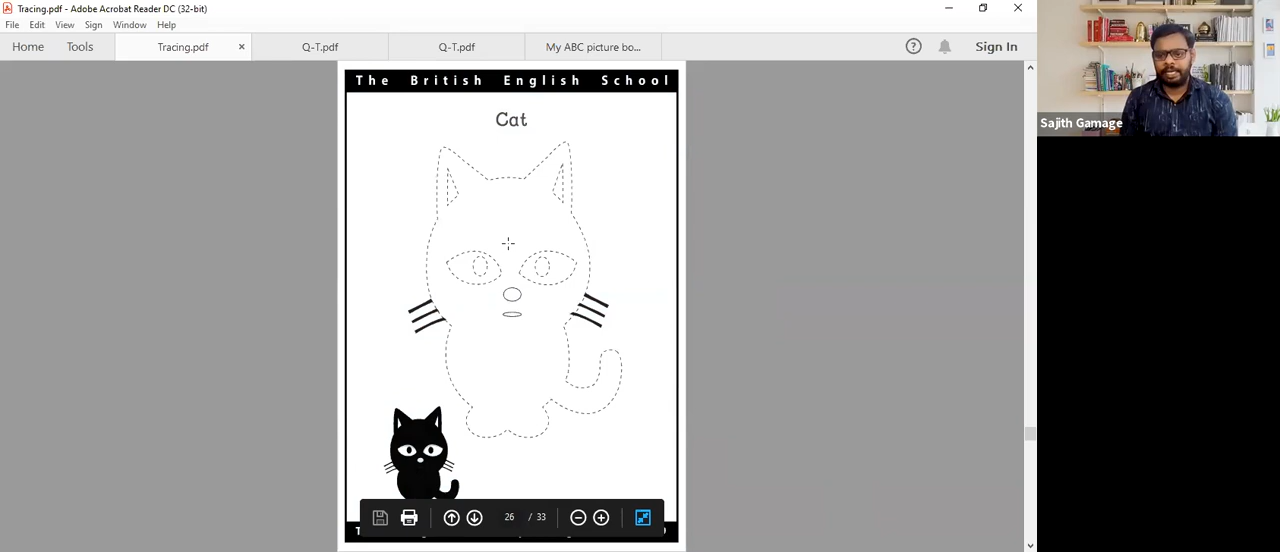 Tracing.pdf - Adobe Acrobat Reader DC (32-bit)
File Edit View Sign Window Help
Home Tools Tracing.pdf × Q-T.pdf Q-T.pdf My ABC picture bo... ? Sign In
The British English School
Cat
Sajith Gamage
26 / 33